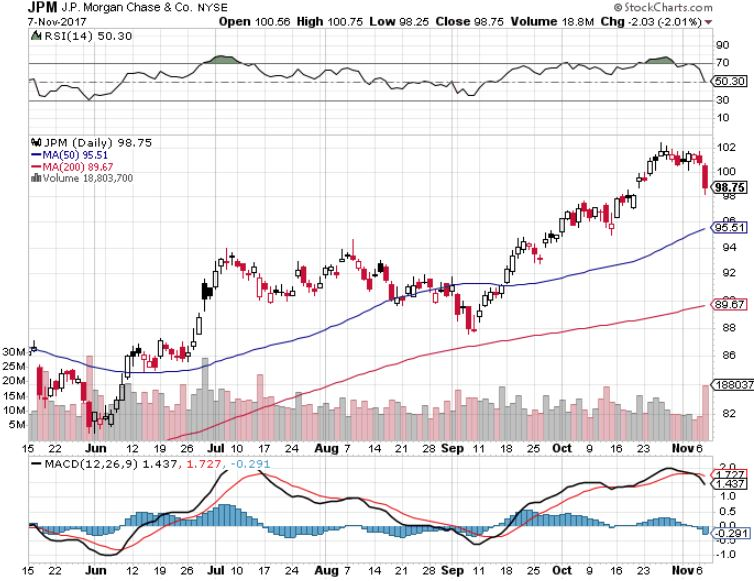 JPM J.P. Morgan Chase & Co. NYSE © StockCharts.com
7-Nov-2017 Open 100.56 High 100.75 Low 98.25 Close 98.75 Volume 18.8M Chg -2.03 (-2.01%)
RSI(14) 50.30
90
70
50.30
30
10
JPM (Daily) 98.75
MA(50) 95.51
MA(200) 89.67
Volume 18,803,700
102
100
98.75
98
95.51
94
92
90
89.67
88
86
188037
82
30M
25M
20M
15M
10M
5M
15 22 Jun 12 19 26 Jul 10 17 24 Aug 7 14 21 28 Sep 11 18 25 Oct 9 16 23 Nov 6
MACD(12,26,9) 1.437, 1.727, -0.291
2.0
1.727
1.437
0.5
0.0
-0.291
-0.5
-1.0
15 22 Jun 12 19 26 Jul 10 17 24 Aug 7 14 21 28 Sep 11 18 25 Oct 9 16 23 Nov 6